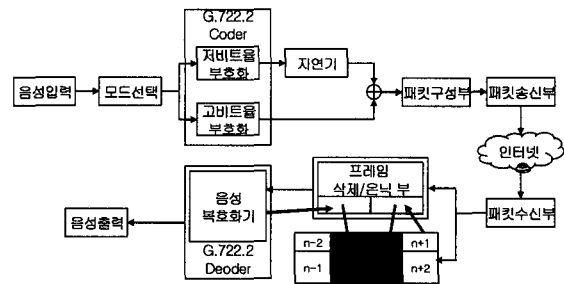 G.722.2
Coder
저비트율
부호화
자연기
음성입력
모드선택
고비트율
부호화
패킷구성부
패킷송신부
인터넷
프레임
삭제/은닉 부
음성
복호화기
음성출력
패킷수신부
G.722.2
Deoder
n-2
n+1
n-1
n+2